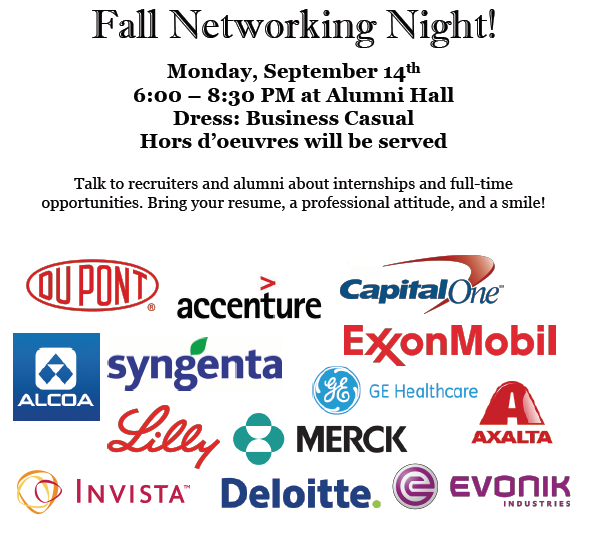 Fall Networking Night!
Monday, September 14th
6:00 – 8:30 PM at Alumni Hall
Dress: Business Casual
Hors d'oeuvres will be served
Talk to recruiters and alumni about internships and full-time
opportunities. Bring your resume, a professional attitude, and a smile!
DUPONT®
accenture
CapitalOne™
ALCOA
syngenta
ExxonMobil
GE GE Healthcare
Lilly
MERCK
AXALTA
INVISTA™
Deloitte.
EVONIK
INDUSTRIES